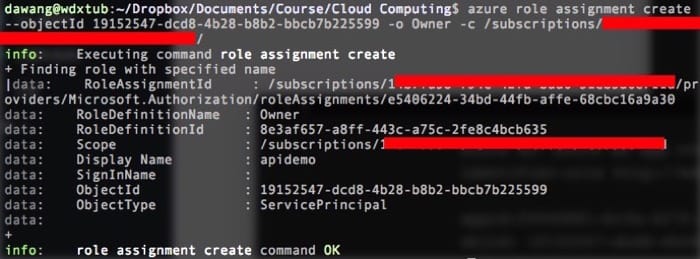 dawang@wdxtub:~/Dropbox/Documents/Course/Cloud Computing$ azure role assignment create
--objectId 19152547-dcd8-4b28-b8b2-bbcb7b225599 -o Owner -c /subscriptions/
/
info:    Executing command role assignment create
+ Finding role with specified name
|data:    RoleAssignmentId     : /subscriptions/ /pr
oviders/Microsoft.Authorization/roleAssignments/e5406224-34bd-44fb-affe-68cbc16a9a30
data:    RoleDefinitionName   : Owner
data:    RoleDefinitionId     : 8e3af657-a8ff-443c-a75c-2fe8c4bcb635
data:    Scope                : /subscriptions/1
data:    Display Name         : apidemo
data:    SignInName           :
data:    ObjectId             : 19152547-dcd8-4b28-b8b2-bbcb7b225599
data:    ObjectType           : ServicePrincipal
data:
+
info:    role assignment create command OK